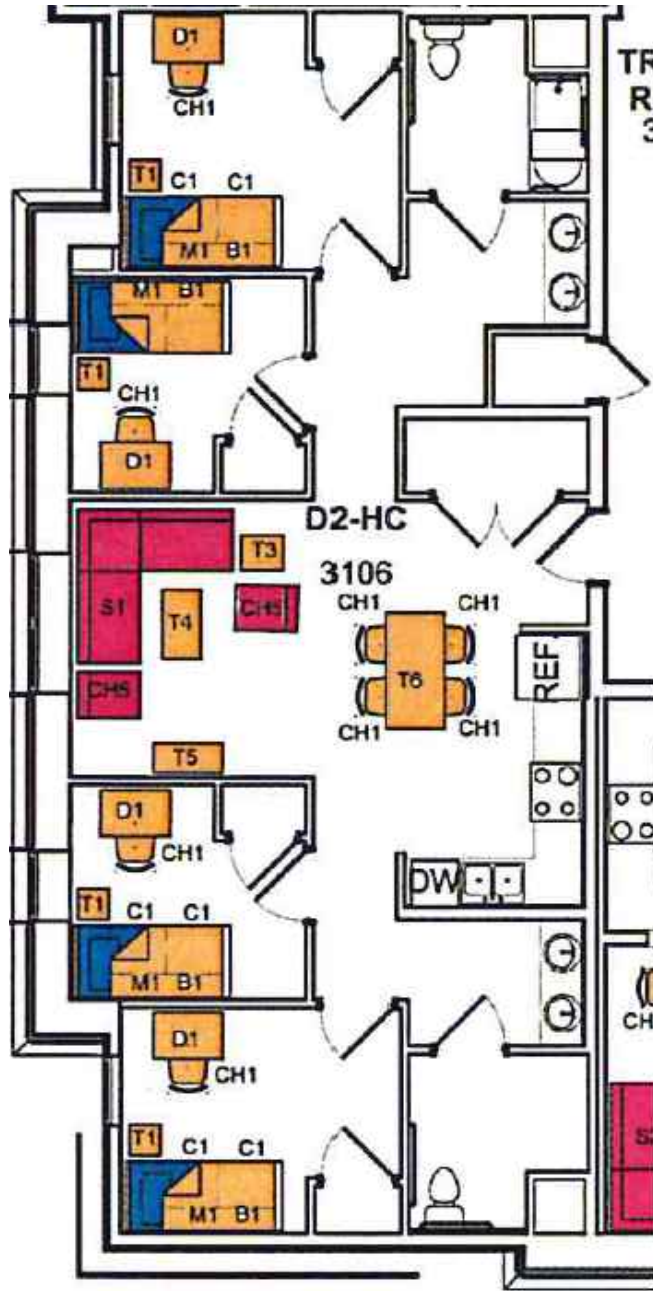 D1
TR
CH1
R
3
T1
C1 C1
M1 B1
M1 B1
T1
CH1
D1
D2-HC
T3
3106
S1
T4
CH5
CH1 CH1
T6
REF
CH5
CH1 CH1
T5
D1
CH1
DW
T1
C1 C1
M1 B1
D1
CH1
CH
T1
C1 C1
M1 B1